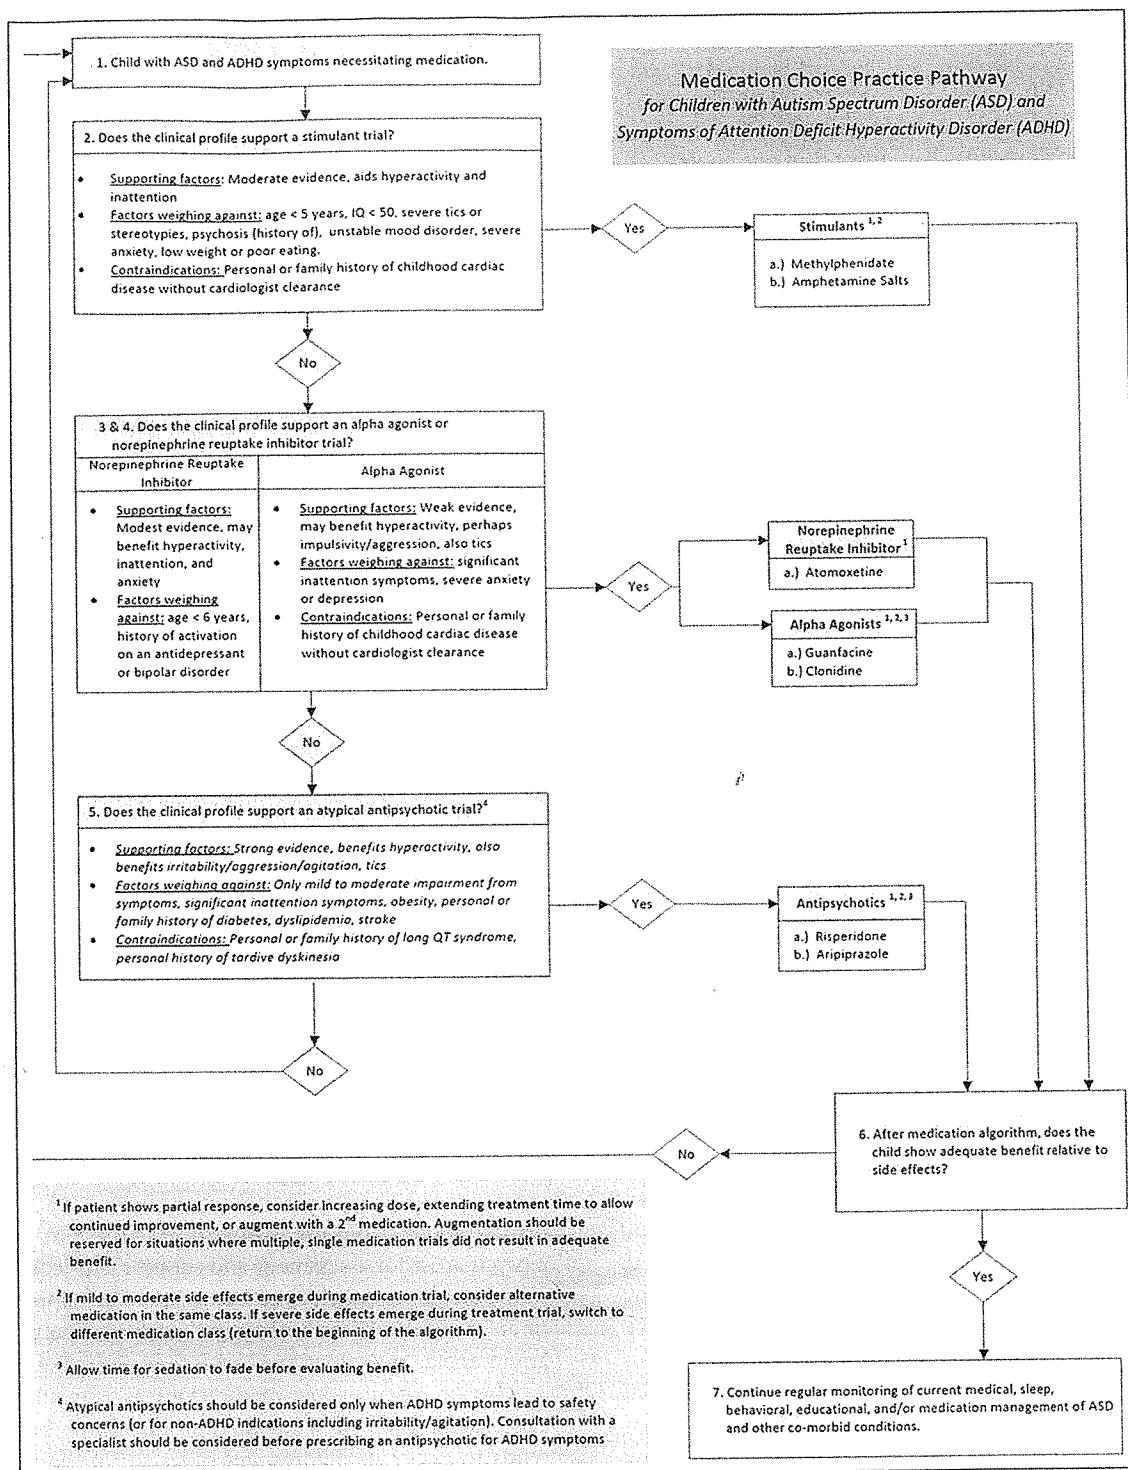 1. Child with ASD and ADHD symptoms necessitating medication.
Medication Choice Practice Pathway
for Children with Autism Spectrum Disorder (ASD) and
Symptoms of Attention Deficit Hyperactivity Disorder (ADHD)
2. Does the clinical profile support a stimulant trial?
• Supporting factors: Moderate evidence, aids hyperactivity and
inattention
• Factors weighing against: age < 5 years, IQ < 50, severe tics or
stereotypies, psychosis (history of), unstable mood disorder, severe
anxiety, low weight or poor eating.
• Contraindications: Personal or family history of childhood cardiac
disease without cardiologist clearance
Yes
Stimulants 1, 2
a.) Methylphenidate
b.) Amphetamine Salts
No
3 & 4. Does the clinical profile support an alpha agonist or
norepinephrine reuptake inhibitor trial?
Norepinephrine Reuptake
Inhibitor
• Supporting factors:
Modest evidence, may
benefit hyperactivity,
inattention, and
anxiety
• Factors weighing
against: age < 6 years,
history of activation
on an antidepressant
or bipolar disorder
Alpha Agonist
• Supporting factors: Weak evidence,
may benefit hyperactivity, perhaps
impulsivity/aggression, also tics
• Factors weighing against: significant
inattention symptoms, severe anxiety
or depression
• Contraindications: Personal or family
history of childhood cardiac disease
without cardiologist clearance
Yes
Norepinephrine
Reuptake Inhibitor1
a.) Atomoxetine
Alpha Agonists 1, 2, 3
a.) Guanfacine
b.) Clonidine
No
5. Does the clinical profile support an atypical antipsychotic trial?4
• Supporting factors: Strong evidence, benefits hyperactivity, also
benefits irritability/aggression/agitation, tics
• Factors weighing against: Only mild to moderate impairment from
symptoms, significant inattention symptoms, obesity, personal or
family history of diabetes, dyslipidemia, stroke
• Contraindications: Personal or family history of long QT syndrome,
personal history of tardive dyskinesia
Yes
Antipsychotics 1, 2, 3
a.) Risperidone
b.) Aripiprazole
No
6. After medication algorithm, does the
child show adequate benefit relative to
side effects?
No
Yes
7. Continue regular monitoring of current medical, sleep,
behavioral, educational, and/or medication management of ASD
and other co-morbid conditions.
1 If patient shows partial response, consider increasing dose, extending treatment time to allow
continued improvement, or augment with a 2nd medication. Augmentation should be
reserved for situations where multiple, single medication trials did not result in adequate
benefit.
2 If mild to moderate side effects emerge during medication trial, consider alternative
medication in the same class. If severe side effects emerge during treatment trial, switch to
different medication class (return to the beginning of the algorithm).
3 Allow time for sedation to fade before evaluating benefit.
4 Atypical antipsychotics should be considered only when ADHD symptoms lead to safety
concerns (or for non-ADHD indications including irritability/agitation). Consultation with a
specialist should be considered before prescribing an antipsychotic for ADHD symptoms